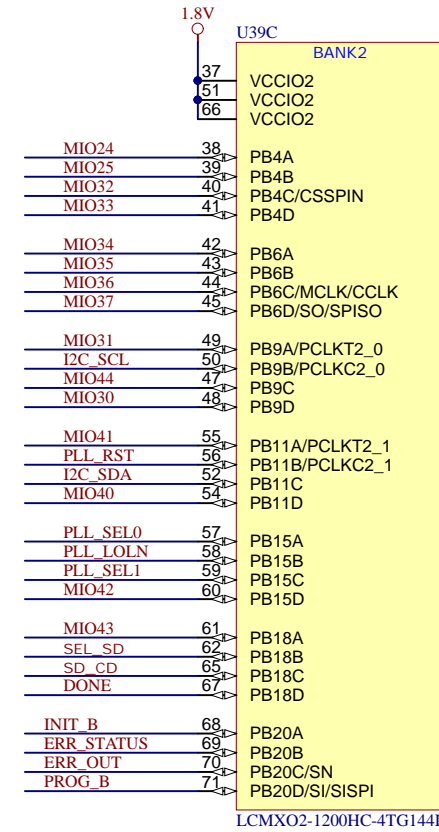 1.8V
U39C
BANK2
37 VCCIO2
51 VCCIO2
66 VCCIO2
MIO24 38 PB4A
MIO25 39 PB4B
MIO32 40 PB4C/CSSPIN
MIO33 41 PB4D
MIO34 42 PB6A
MIO35 43 PB6B
MIO36 44 PB6C/MCLK/CCLK
MIO37 45 PB6D/SO/SPISO
MIO31 49 PB9A/PCLKT2_0
I2C_SCL 50 PB9B/PCLKC2_0
MIO44 47 PB9C
MIO30 48 PB9D
MIO41 55 PB11A/PCLKT2_1
PLL_RST 56 PB11B/PCLKC2_1
I2C_SDA 52 PB11C
MIO40 54 PB11D
PLL_SEL0 57 PB15A
PLL_LOLN 58 PB15B
PLL_SEL1 59 PB15C
MIO42 60 PB15D
MIO43 61 PB18A
SEL_SD 62 PB18B
SD_CD 65 PB18C
DONE 67 PB18D
INIT_B 68 PB20A
ERR_STATUS 69 PB20B
ERR_OUT 70 PB20C/SN
PROG_B 71 PB20D/SI/SISPI
LCMXO2-1200HC-4TG144I